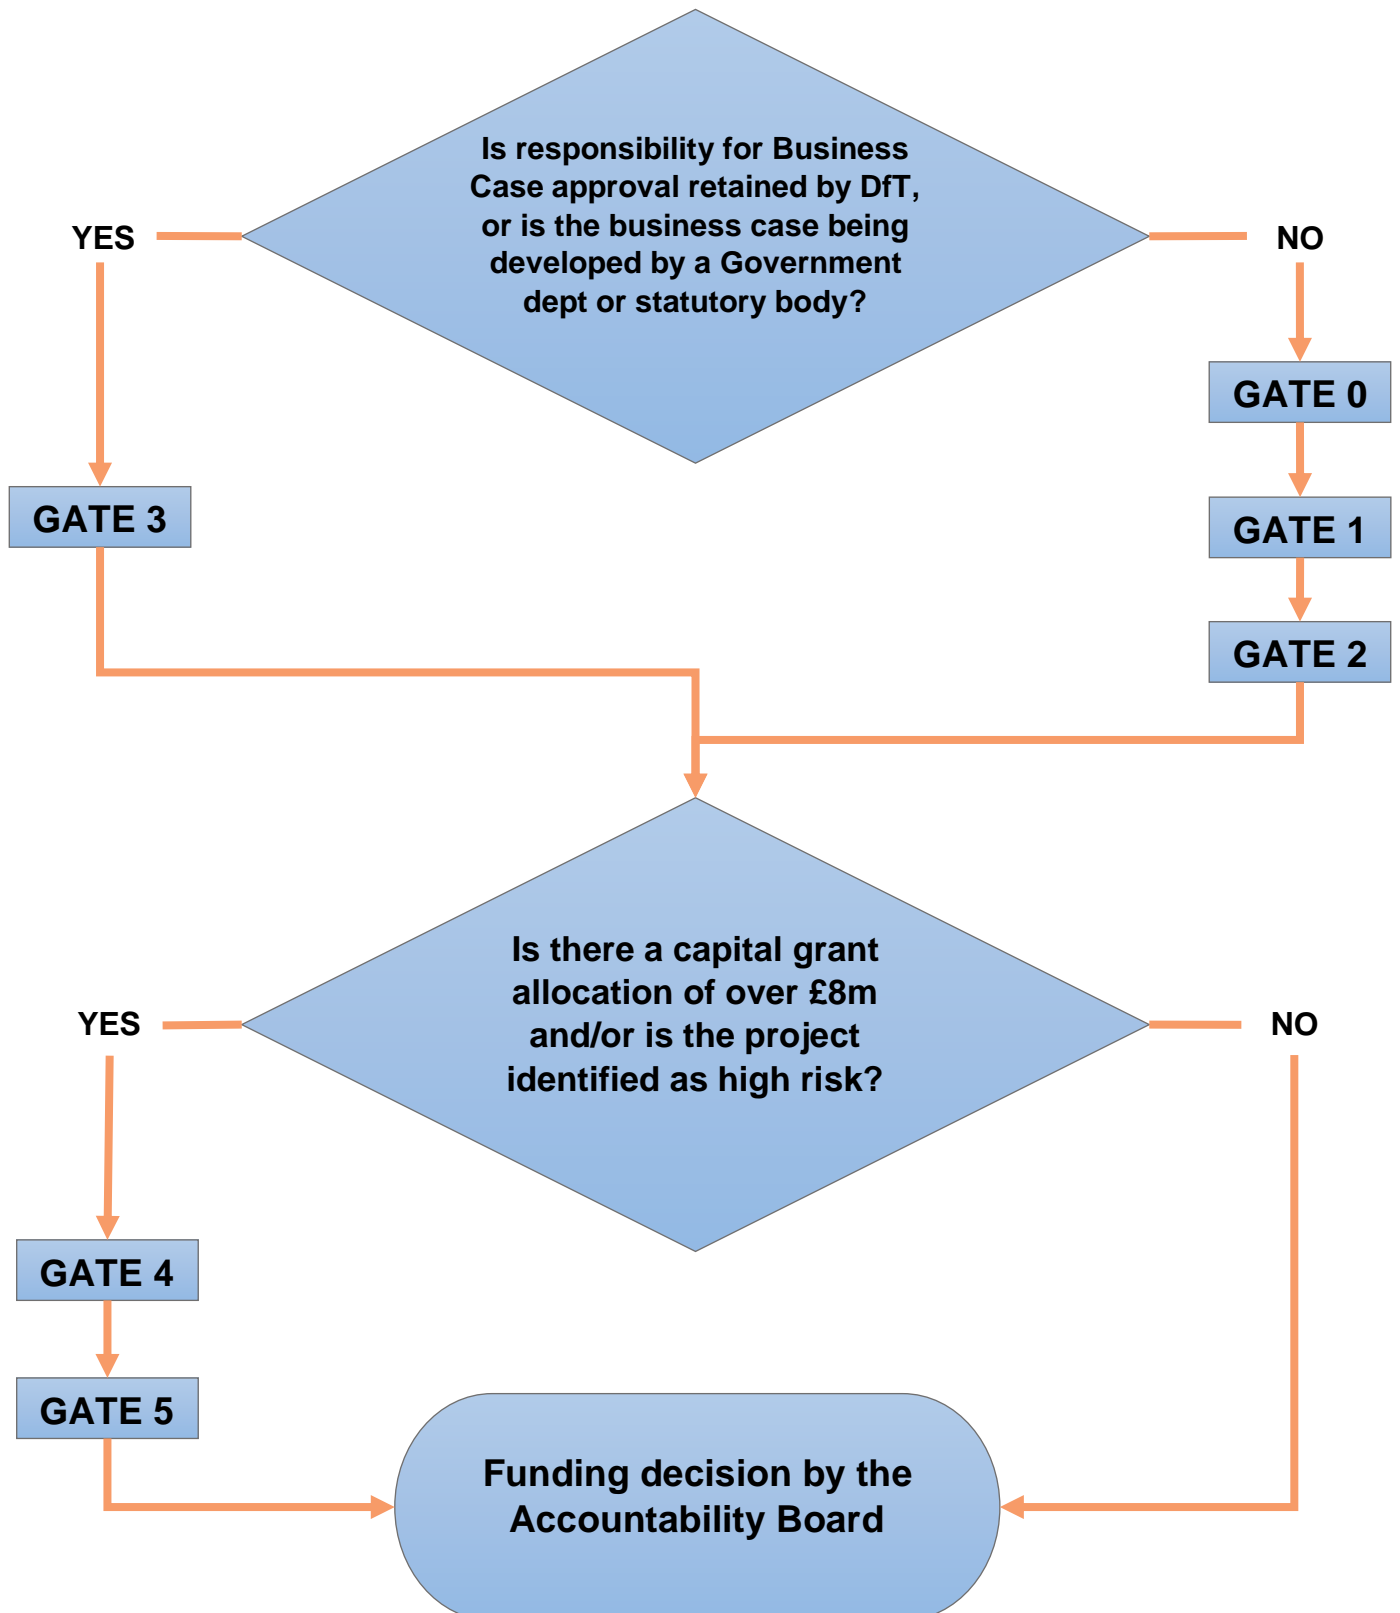 Is responsibility for Business
Case approval retained by DfT,
or is the business case being
developed by a Government
dept or statutory body?
YES
NO
GATE 0
GATE 3
GATE 1
GATE 2
Is there a capital grant
allocation of over £8m
and/or is the project
identified as high risk?
YES
NO
GATE 4
GATE 5
Funding decision by the
Accountability Board